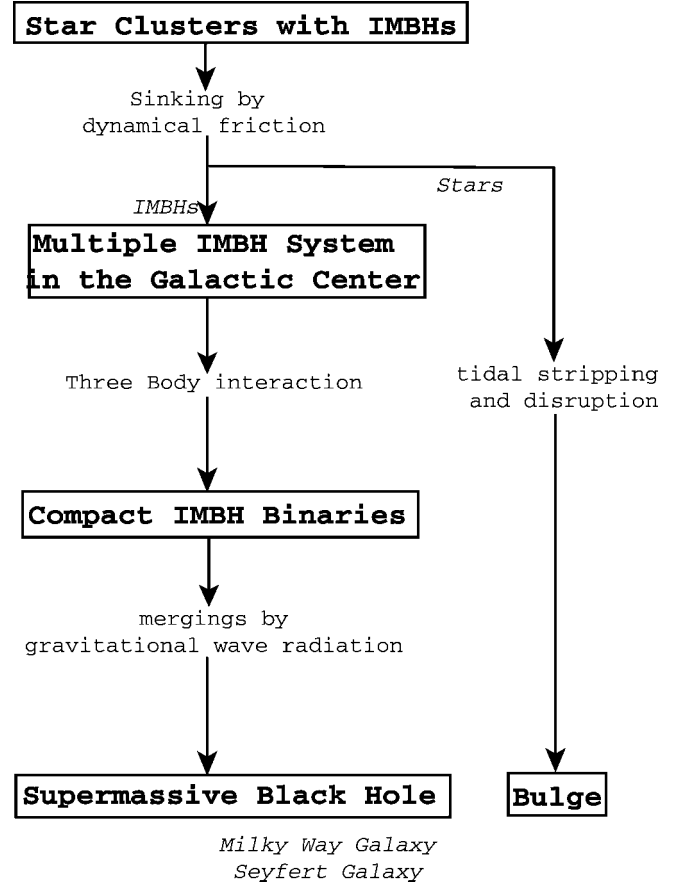 Star Clusters with IMBHs
Sinking by
dynamical friction
Stars
IMBHs
Multiple IMBH System
in the Galactic Center
Three Body interaction
tidal stripping
and disruption
Compact IMBH Binaries
mergings by
gravitational wave radiation
Supermassive Black Hole
Bulge
Milky Way Galaxy
Seyfert Galaxy